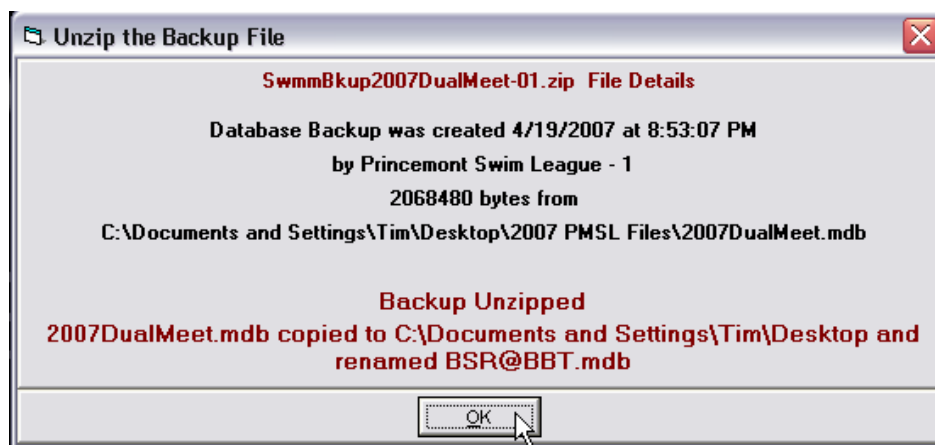 Unzip the Backup File
SwmmBkup2007DualMeet-01.zip File Details
Database Backup was created 4/19/2007 at 8:53:07 PM
by Princemont Swim League - 1
2068480 bytes from
C:\Documents and Settings\Tim\Desktop\2007 PMSL Files\2007DualMeet.mdb
Backup Unzipped
2007DualMeet.mdb copied to C:\Documents and Settings\Tim\Desktop and
renamed BSR@BBT.mdb
OK